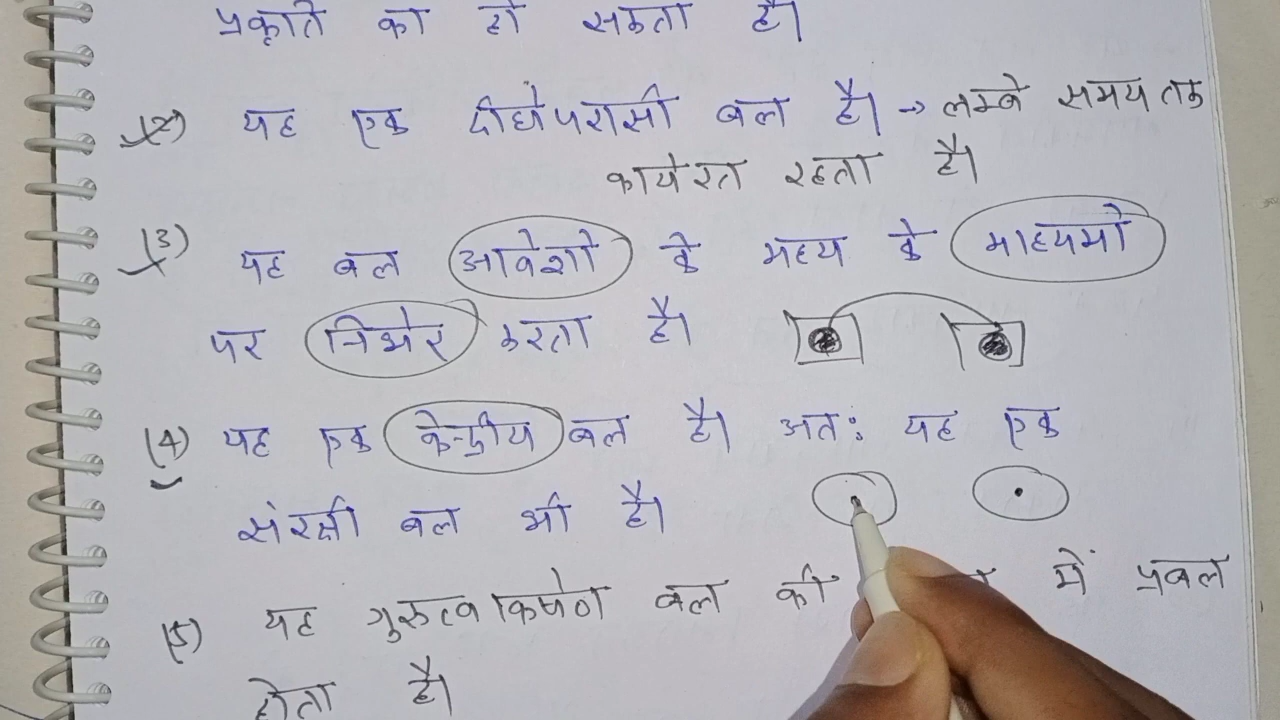 प्रकृति का हो सकता है।
(2) यह एक दीर्घपरासी बल है। → लम्बे समय तक
कार्यरत रहता है।
(3) यह बल आवेशो के मध्य के माध्यमो
पर निर्भर करता है।
(4) यह एक केन्द्रीय बल है। अतः यह एक
संरक्षी बल भी है।
(5) यह गुरुत्वाकर्षण बल की में प्रबल
होता है।